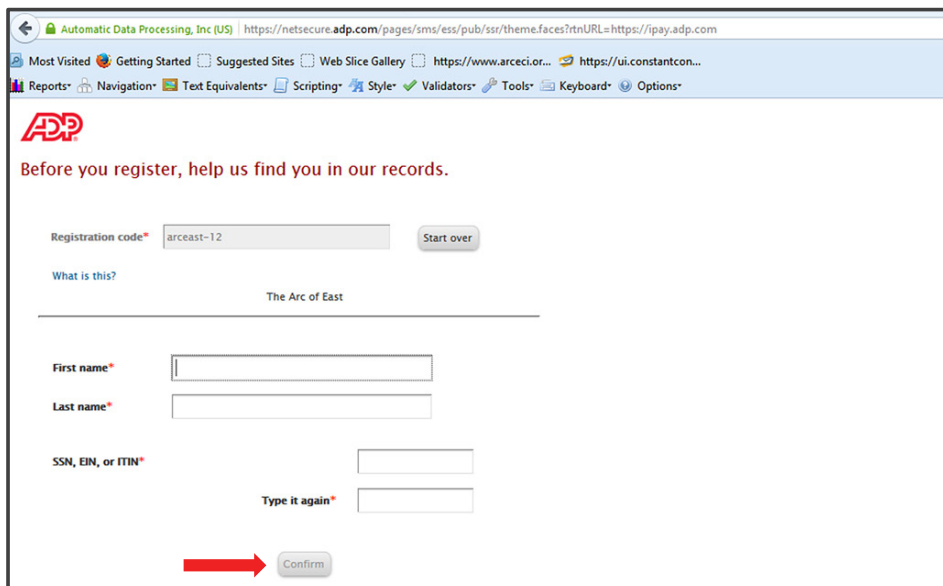 Automatic Data Processing, Inc (US) https://netsecure.adp.com/pages/sms/ess/pub/ssr/theme.faces?rtnURL=https://ipay.adp.com
Most Visited Getting Started Suggested Sites Web Slice Gallery https://www.arceci.or... https://ui.constantcon...
Reports Navigation Text Equivalents Scripting Style Validators Tools Keyboard Options
ADP
Before you register, help us find you in our records.
Registration code* arceast-12 Start over
What is this?
The Arc of East
First name*
Last name*
SSN, EIN, or ITIN*
Type it again*
Confirm